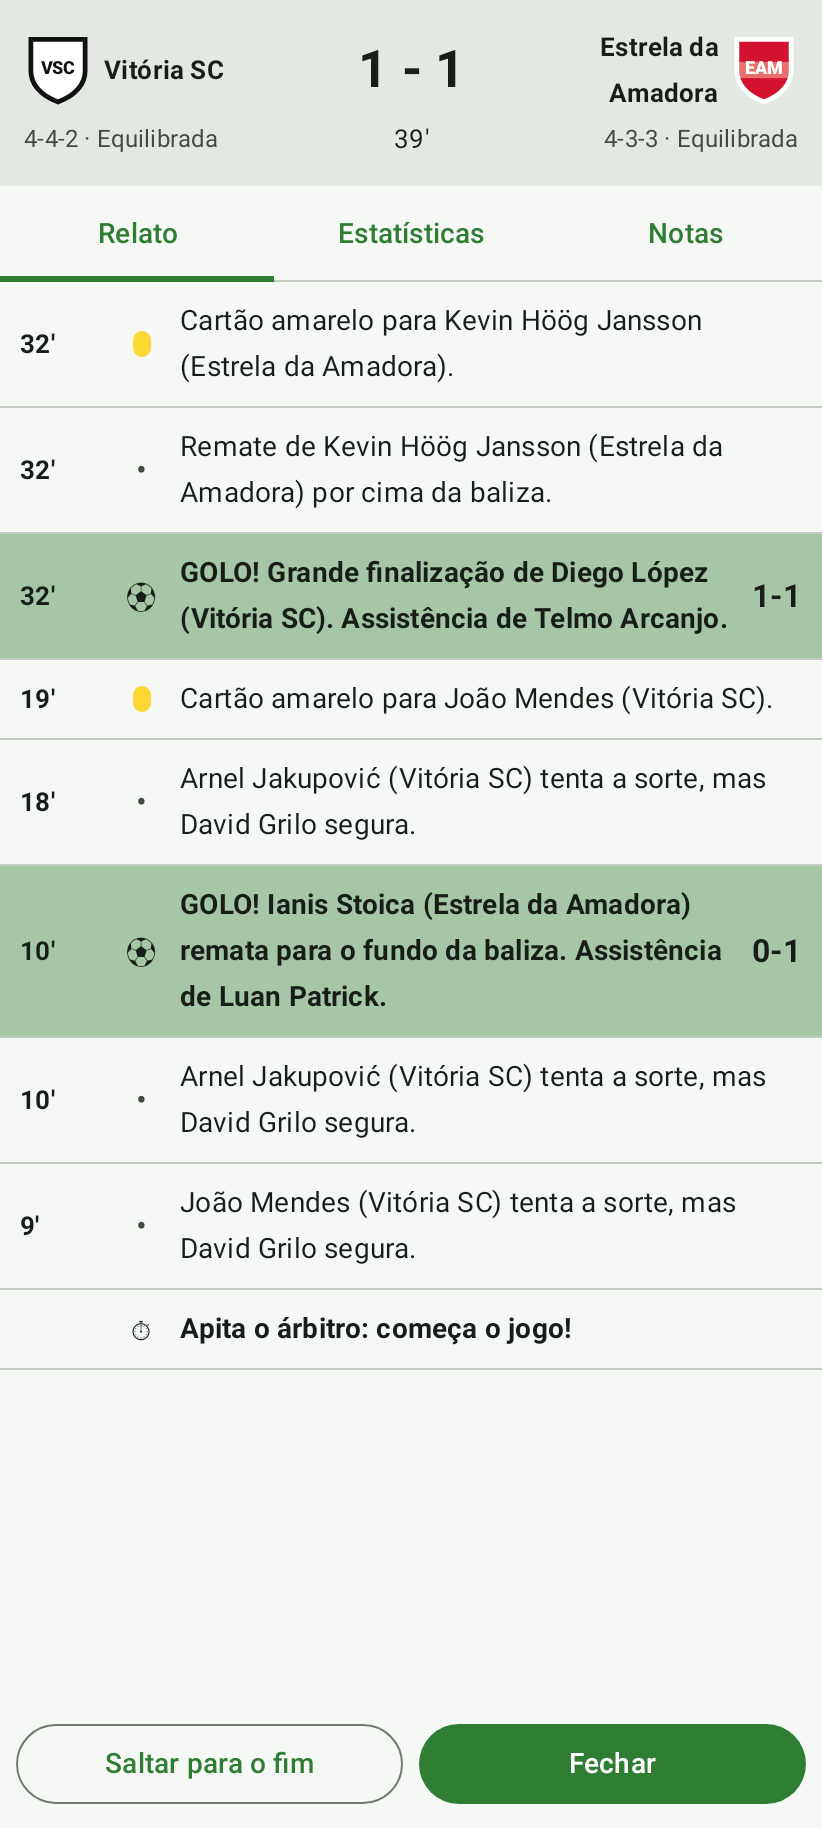 VSC
Vitória SC
1 - 1
Estrela da
Amadora
EAM
4-4-2 · Equilibrada
39'
4-3-3 · Equilibrada
Relato
Estatísticas
Notas
32'
Cartão amarelo para Kevin Höög Jansson
(Estrela da Amadora).
32'
Remate de Kevin Höög Jansson (Estrela da
Amadora) por cima da baliza.
32'
GOLO! Grande finalização de Diego López
(Vitória SC). Assistência de Telmo Arcanjo.
1-1
19'
Cartão amarelo para João Mendes (Vitória SC).
18'
Arnel Jakupović (Vitória SC) tenta a sorte, mas
David Grilo segura.
10'
GOLO! Ianis Stoica (Estrela da Amadora)
remata para o fundo da baliza. Assistência
de Luan Patrick.
0-1
10'
Arnel Jakupović (Vitória SC) tenta a sorte, mas
David Grilo segura.
9'
João Mendes (Vitória SC) tenta a sorte, mas
David Grilo segura.
Apita o árbitro: começa o jogo!
Saltar para o fim
Fechar